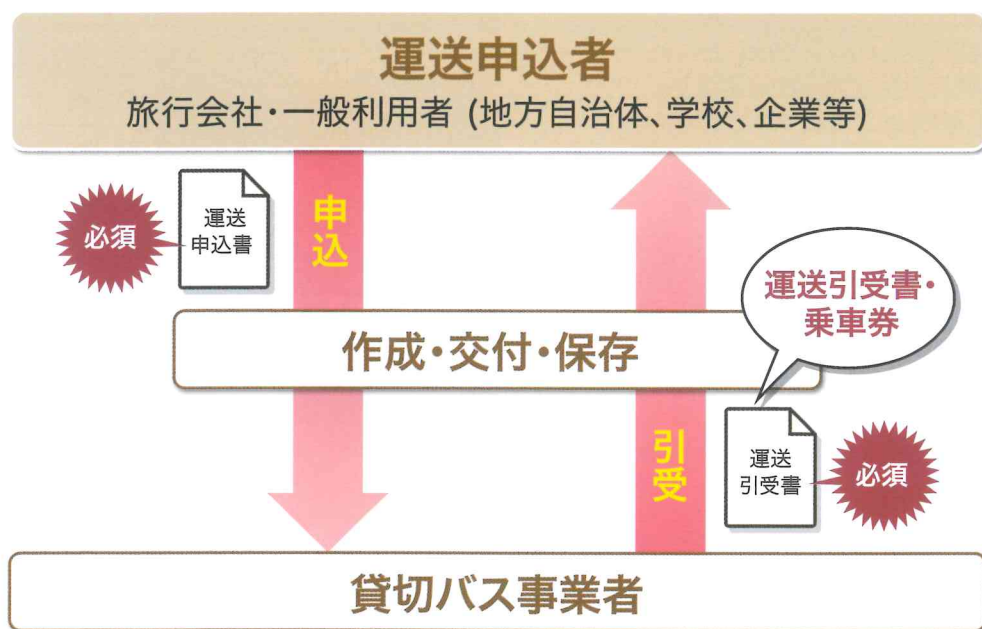 運送申込者
旅行会社・一般利用者 (地方自治体、学校、企業等)
必須
運送
申込書
申込
運送引受書・
乗車券
作成・交付・保存
引受
運送
引受書
必須
貸切バス事業者